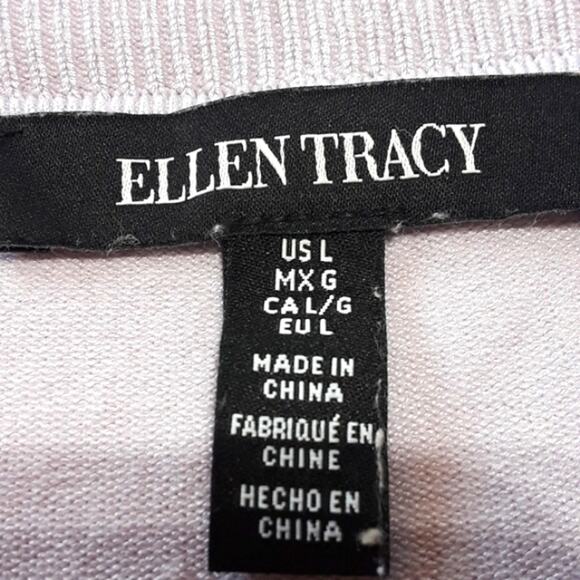 ELLEN TRACY
US L
MX G
CA L/G
EU L
MADE IN
CHINA
FABRIQUÉ EN
CHINE
HECHO EN
CHINA